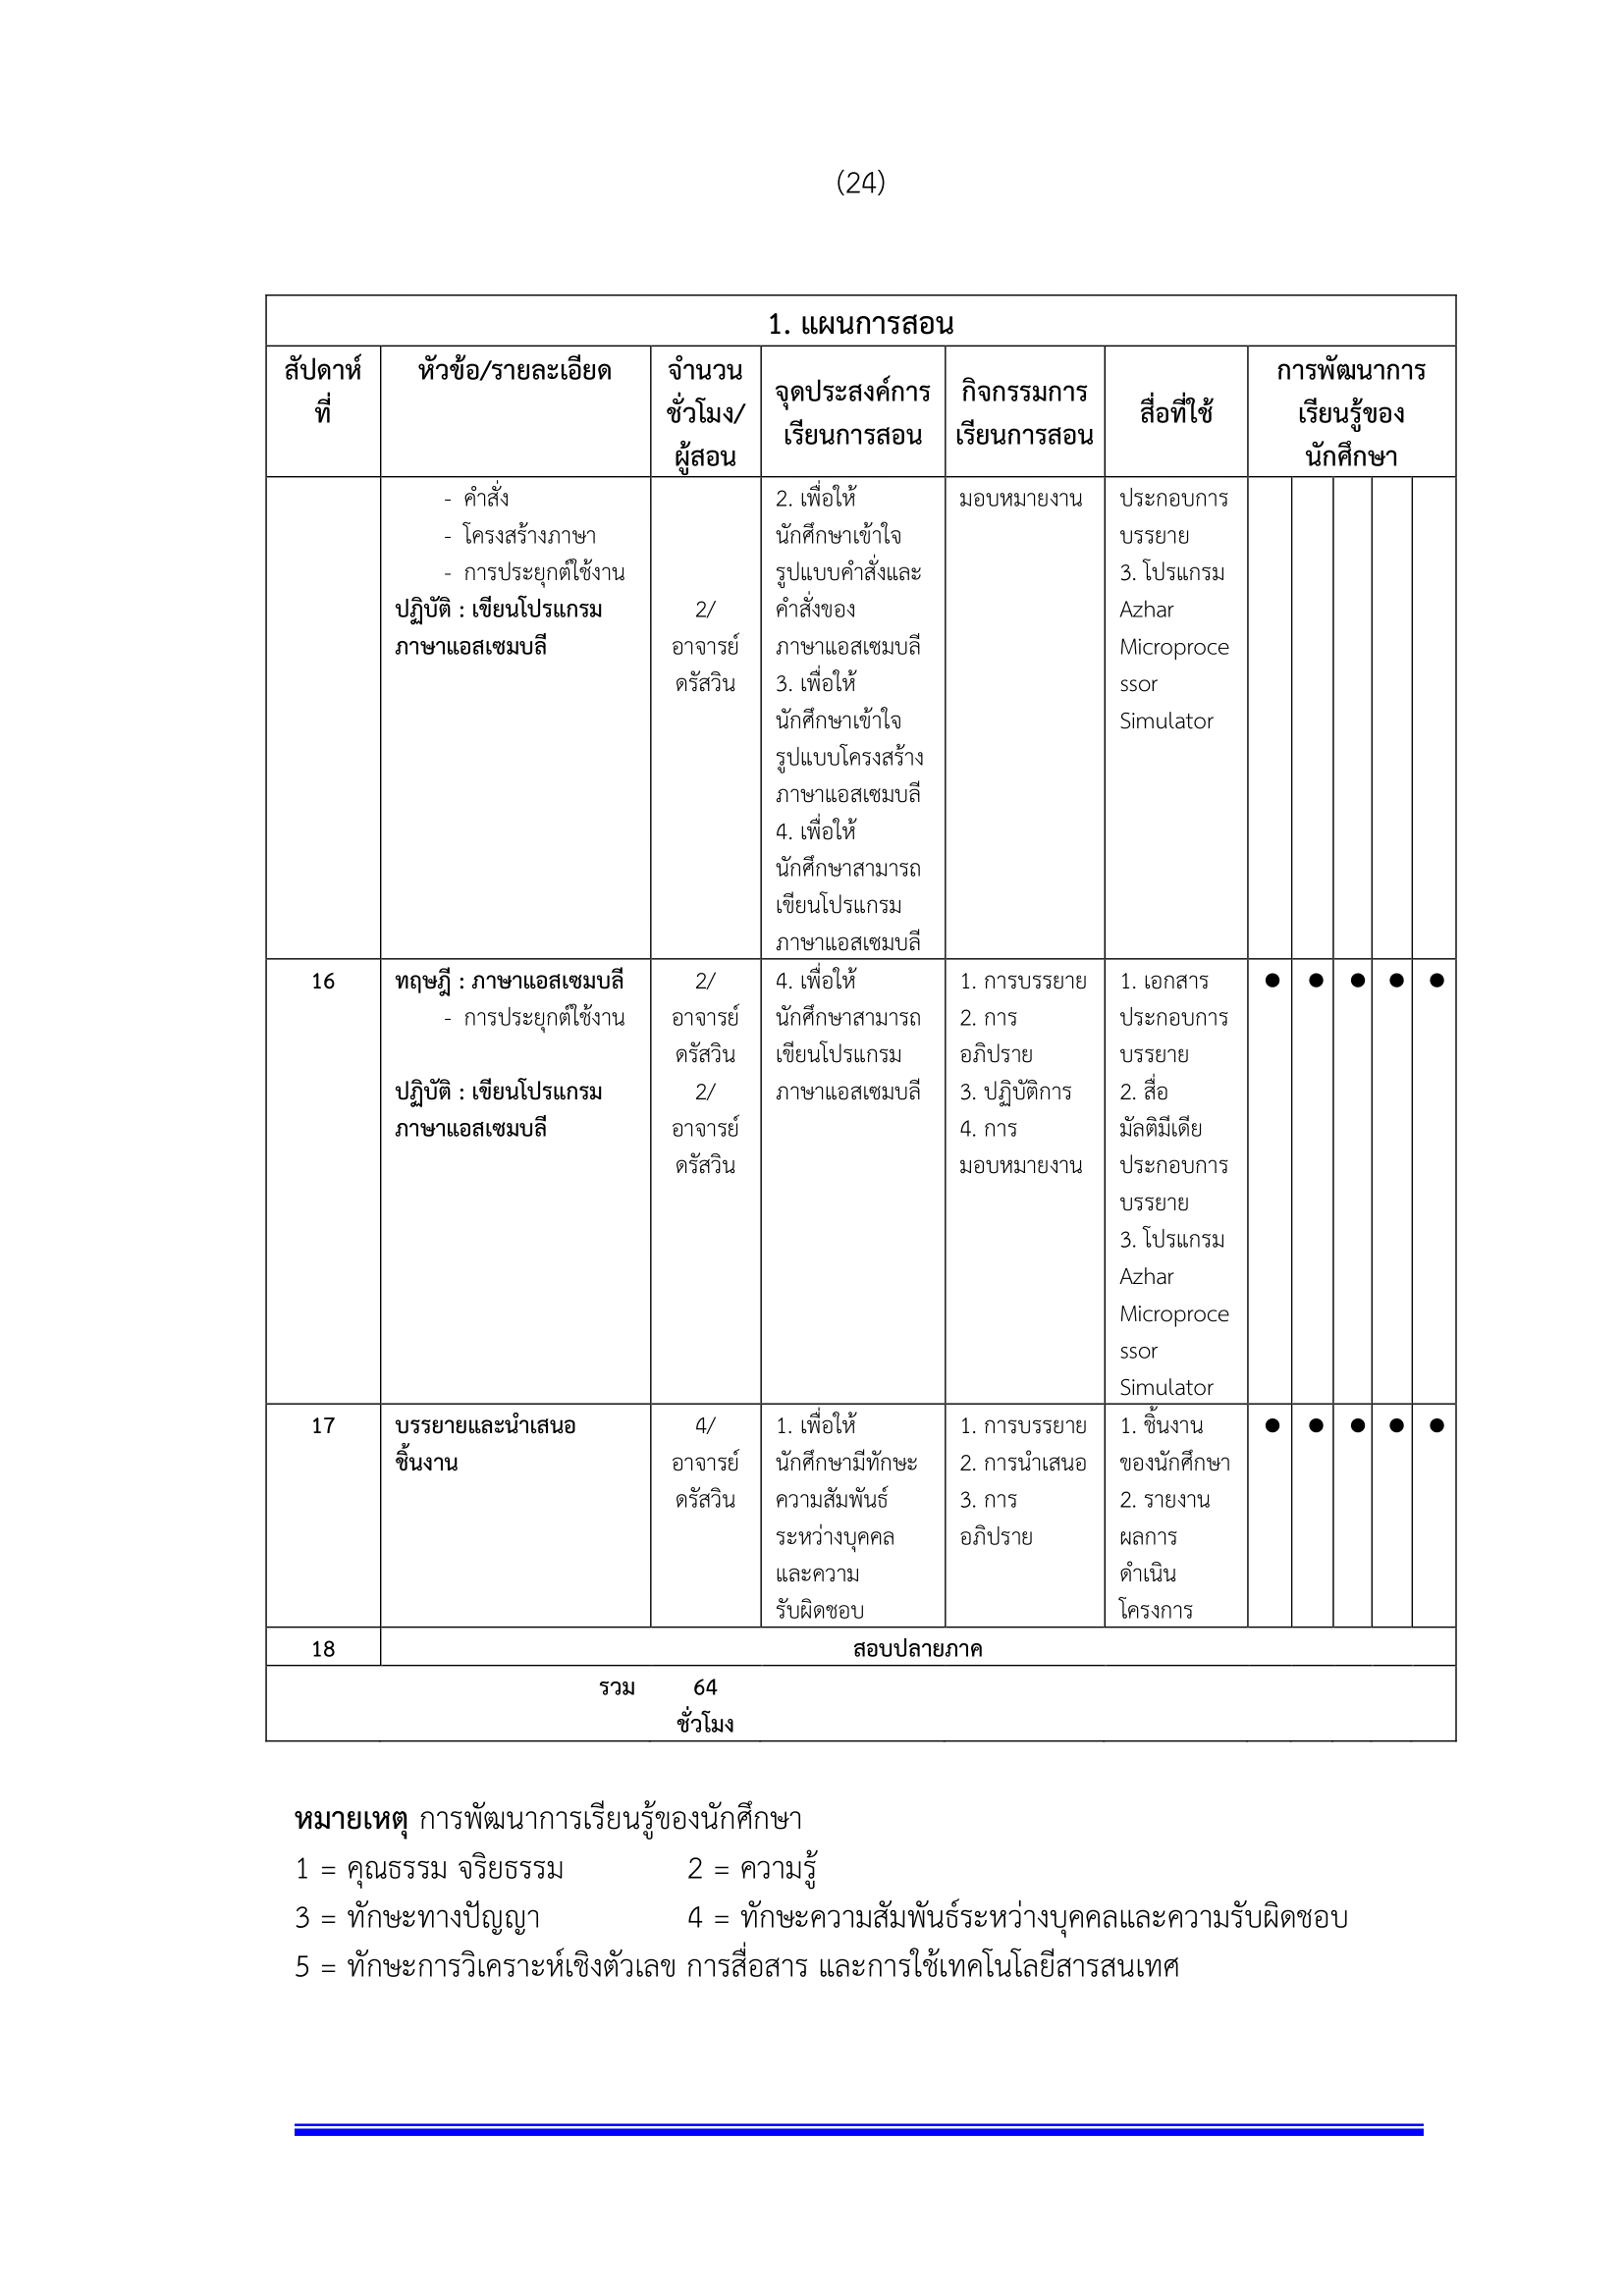 (24)
1. แผนการสอน
สัปดาห์
ที่
หัวข้อ/รายละเอียด
จำนวน
ชั่วโมง/
ผู้สอน
จุดประสงค์การ
เรียนการสอน
กิจกรรมการ
เรียนการสอน
สื่อที่ใช้
การพัฒนาการ
เรียนรู้ของ
นักศึกษา
- คำสั่ง
- โครงสร้างภาษา
- การประยุกต์ใช้งาน
ปฏิบัติ : เขียนโปรแกรม
ภาษาแอสเซมบลี
2/
อาจารย์
ดรัสวิน
2. เพื่อให้
นักศึกษาเข้าใจ
รูปแบบคำสั่งและ
คำสั่งของ
ภาษาแอสเซมบลี
3. เพื่อให้
นักศึกษาเข้าใจ
รูปแบบโครงสร้าง
ภาษาแอสเซมบลี
4. เพื่อให้
นักศึกษาสามารถ
เขียนโปรแกรม
ภาษาแอสเซมบลี
มอบหมายงาน
ประกอบการ
บรรยาย
3. โปรแกรม
Azhar
Microproce
ssor
Simulator
16
ทฤษฎี : ภาษาแอสเซมบลี
- การประยุกต์ใช้งาน
ปฏิบัติ : เขียนโปรแกรม
ภาษาแอสเซมบลี
2/
อาจารย์
ดรัสวิน
2/
อาจารย์
ดรัสวิน
4. เพื่อให้
นักศึกษาสามารถ
เขียนโปรแกรม
ภาษาแอสเซมบลี
1. การบรรยาย
2. การ
อภิปราย
3. ปฏิบัติการ
4. การ
มอบหมายงาน
1. เอกสาร
ประกอบการ
บรรยาย
2. สื่อ
มัลติมีเดีย
ประกอบการ
บรรยาย
3. โปรแกรม
Azhar
Microproce
ssor
Simulator
● ● ● ● ●
17
บรรยายและนำเสนอ
ชิ้นงาน
4/
อาจารย์
ดรัสวิน
1. เพื่อให้
นักศึกษามีทักษะ
ความสัมพันธ์
ระหว่างบุคคล
และความ
รับผิดชอบ
1. การบรรยาย
2. การนำเสนอ
3. การ
อภิปราย
1. ชิ้นงาน
ของนักศึกษา
2. รายงาน
ผลการ
ดำเนิน
โครงการ
● ● ● ● ●
18
สอบปลายภาค
รวม
64
ชั่วโมง
หมายเหตุ การพัฒนาการเรียนรู้ของนักศึกษา
1 = คุณธรรม จริยธรรม 2 = ความรู้
3 = ทักษะทางปัญญา 4 = ทักษะความสัมพันธ์ระหว่างบุคคลและความรับผิดชอบ
5 = ทักษะการวิเคราะห์เชิงตัวเลข การสื่อสาร และการใช้เทคโนโลยีสารสนเทศ